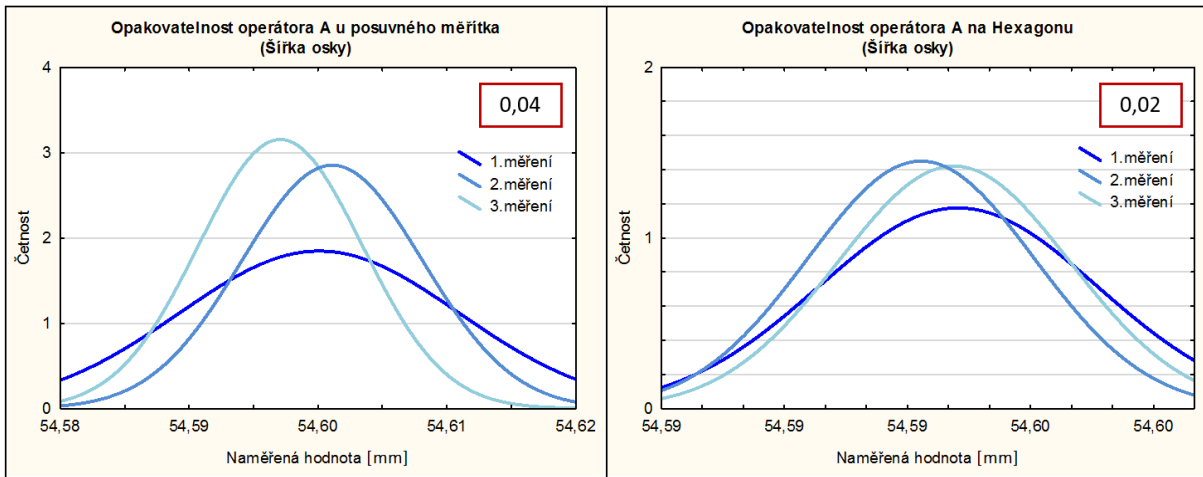 Opakovatelnost operátora A u posuvného měřítka
(Šířka osky)
4
3
2
1
0
Četnost
0,04
1.měření
2.měření
3.měření
54,58
54,59
54,60
54,61
54,62
Naměřená hodnota [mm]
Opakovatelnost operátora A na Hexagonu
(Šířka osky)
2
1
0
Četnost
0,02
1.měření
2.měření
3.měření
54,59
54,59
54,59
54,60
54,60
Naměřená hodnota [mm]